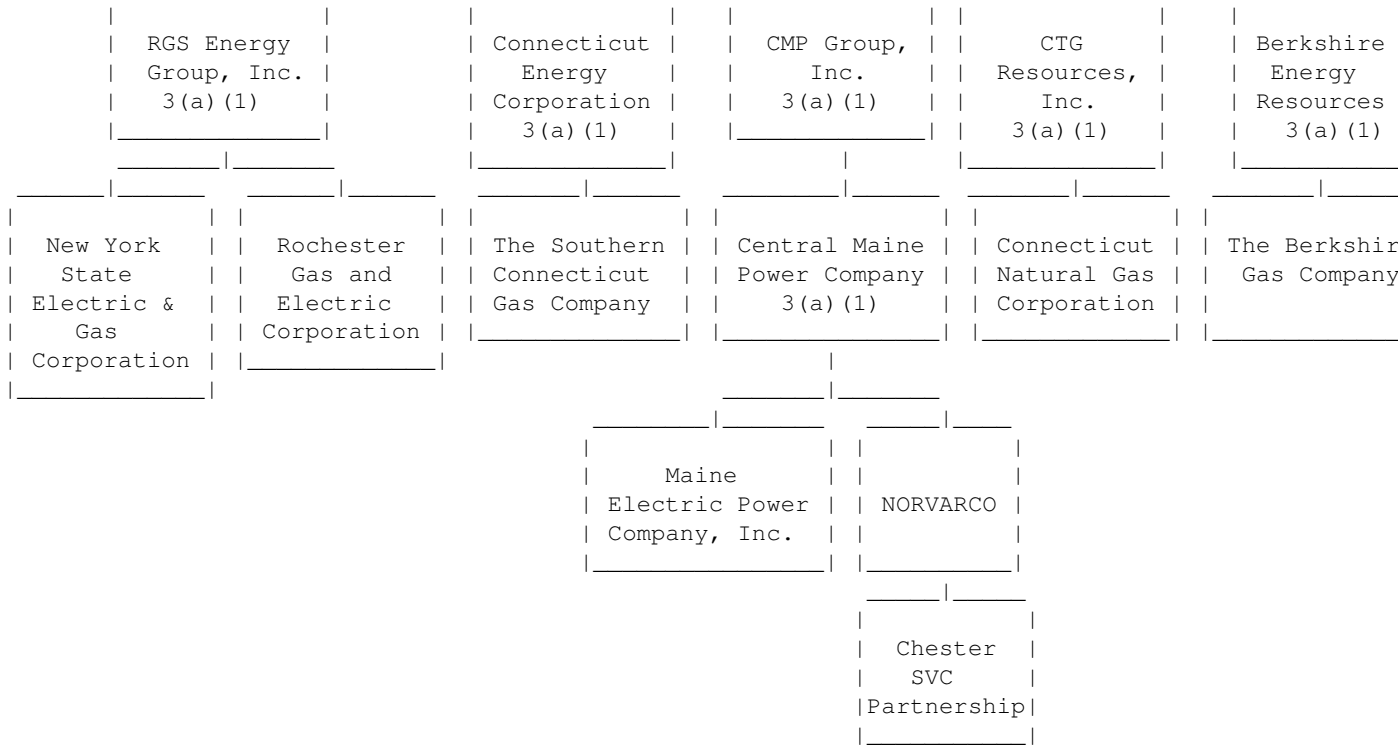 RGS Energy
Group, Inc.
3(a)(1)
Connecticut
Energy
Corporation
3(a)(1)
CMP Group,
Inc.
3(a)(1)
CTG
Resources,
Inc.
3(a)(1)
Berkshire
Energy
Resources
3(a)(1)
New York
State
Electric &
Gas
Corporation
Rochester
Gas and
Electric
Corporation
The Southern
Connecticut
Gas Company
Central Maine
Power Company
3(a)(1)
Connecticut
Natural Gas
Corporation
The Berkshir
Gas Company
Maine
Electric Power
Company, Inc.
NORVARCO
Chester
SVC
Partnership